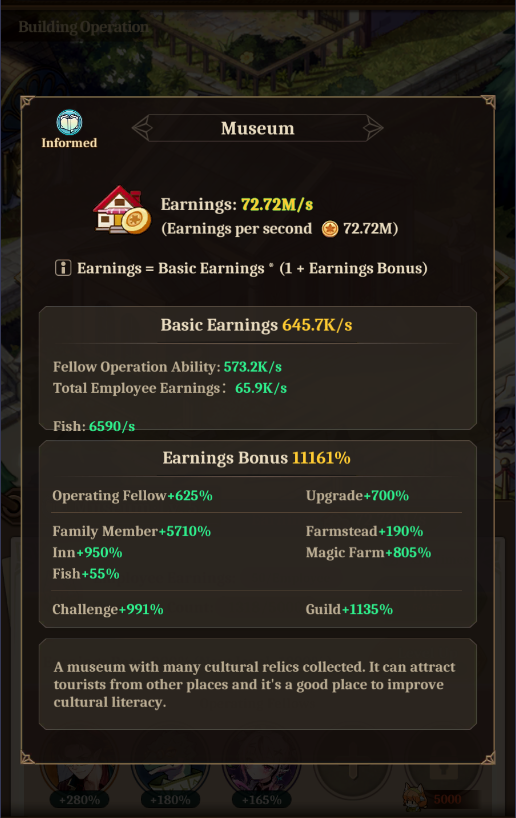 Building Operation
Informed
Museum
Earnings: 72.72M/s
(Earnings per second 72.72M)
Earnings = Basic Earnings * (1 + Earnings Bonus)
Basic Earnings 645.7K/s
Fellow Operation Ability: 573.2K/s
Total Employee Earnings: 65.9K/s
Fish: 6590/s
Earnings Bonus 11161%
Operating Fellow+625% Upgrade+700%
Family Member+5710% Farmstead+190%
Inn+950% Magic Farm+805%
Fish+55%
Challenge+991% Guild+1135%
A museum with many cultural relics collected. It can attract
tourists from other places and it's a good place to improve
cultural literacy.
+280% +180% +165% 5000